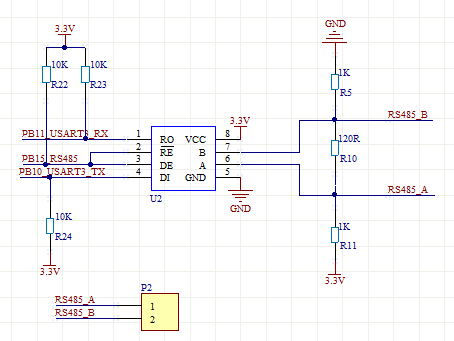 GND
3.3V
10K
R22
10K
R23
1K
R5
3.3V
RS485_B
PB11_USART3_RX
1
RO
VCC
8
2
RE
B
7
120R
R10
PB15_RS485
3
DE
A
6
PB10_USART3_TX
4
DI
GND
5
RS485_A
U2
GND
10K
R24
1K
R11
3.3V
3.3V
P2
RS485_A
1
RS485_B
2